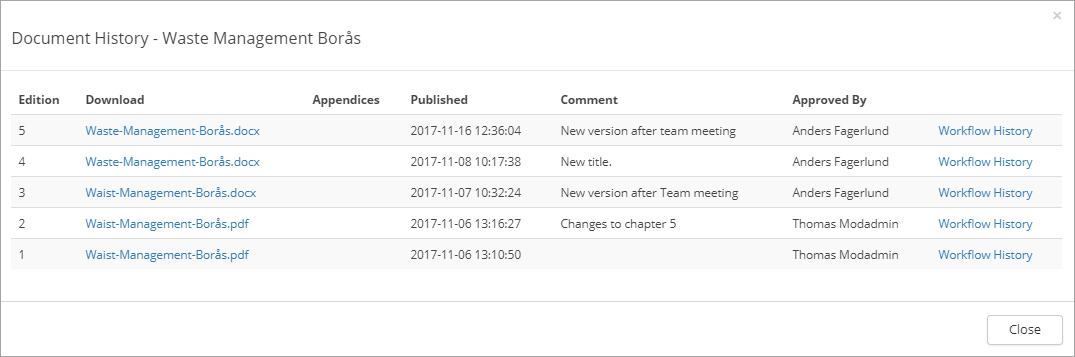 ×
Document History - Waste Management Borås
Edition Download Appendices Published Comment Approved By
5 Waste-Management-Borås.docx 2017-11-16 12:36:04 New version after team meeting Anders Fagerlund Workflow History
4 Waste-Management-Borås.docx 2017-11-08 10:17:38 New title. Anders Fagerlund Workflow History
3 Waist-Management-Borås.docx 2017-11-07 10:32:24 New version after Team meeting Anders Fagerlund Workflow History
2 Waist-Management-Borås.pdf 2017-11-06 13:16:27 Changes to chapter 5 Thomas Modadmin Workflow History
1 Waist-Management-Borås.pdf 2017-11-06 13:10:50 Thomas Modadmin Workflow History
Close